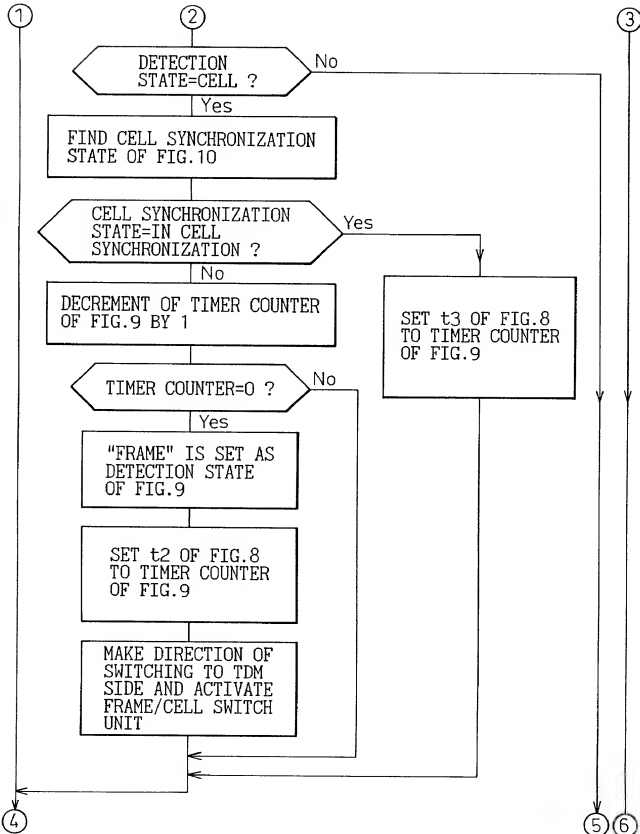 1
2
3
DETECTION
STATE=CELL ?
No
Yes
FIND CELL SYNCHRONIZATION
STATE OF FIG.10
CELL SYNCHRONIZATION
STATE=IN CELL
SYNCHRONIZATION ?
Yes
No
DECREMENT OF TIMER COUNTER
OF FIG.9 BY 1
SET t3 OF FIG.8
TO TIMER COUNTER
OF FIG.9
TIMER COUNTER=0 ?
No
Yes
"FRAME" IS SET AS
DETECTION STATE
OF FIG.9
SET t2 OF FIG.8
TO TIMER COUNTER
OF FIG.9
MAKE DIRECTION OF
SWITCHING TO TDM
SIDE AND ACTIVATE
FRAME/CELL SWITCH
UNIT
4
5
6